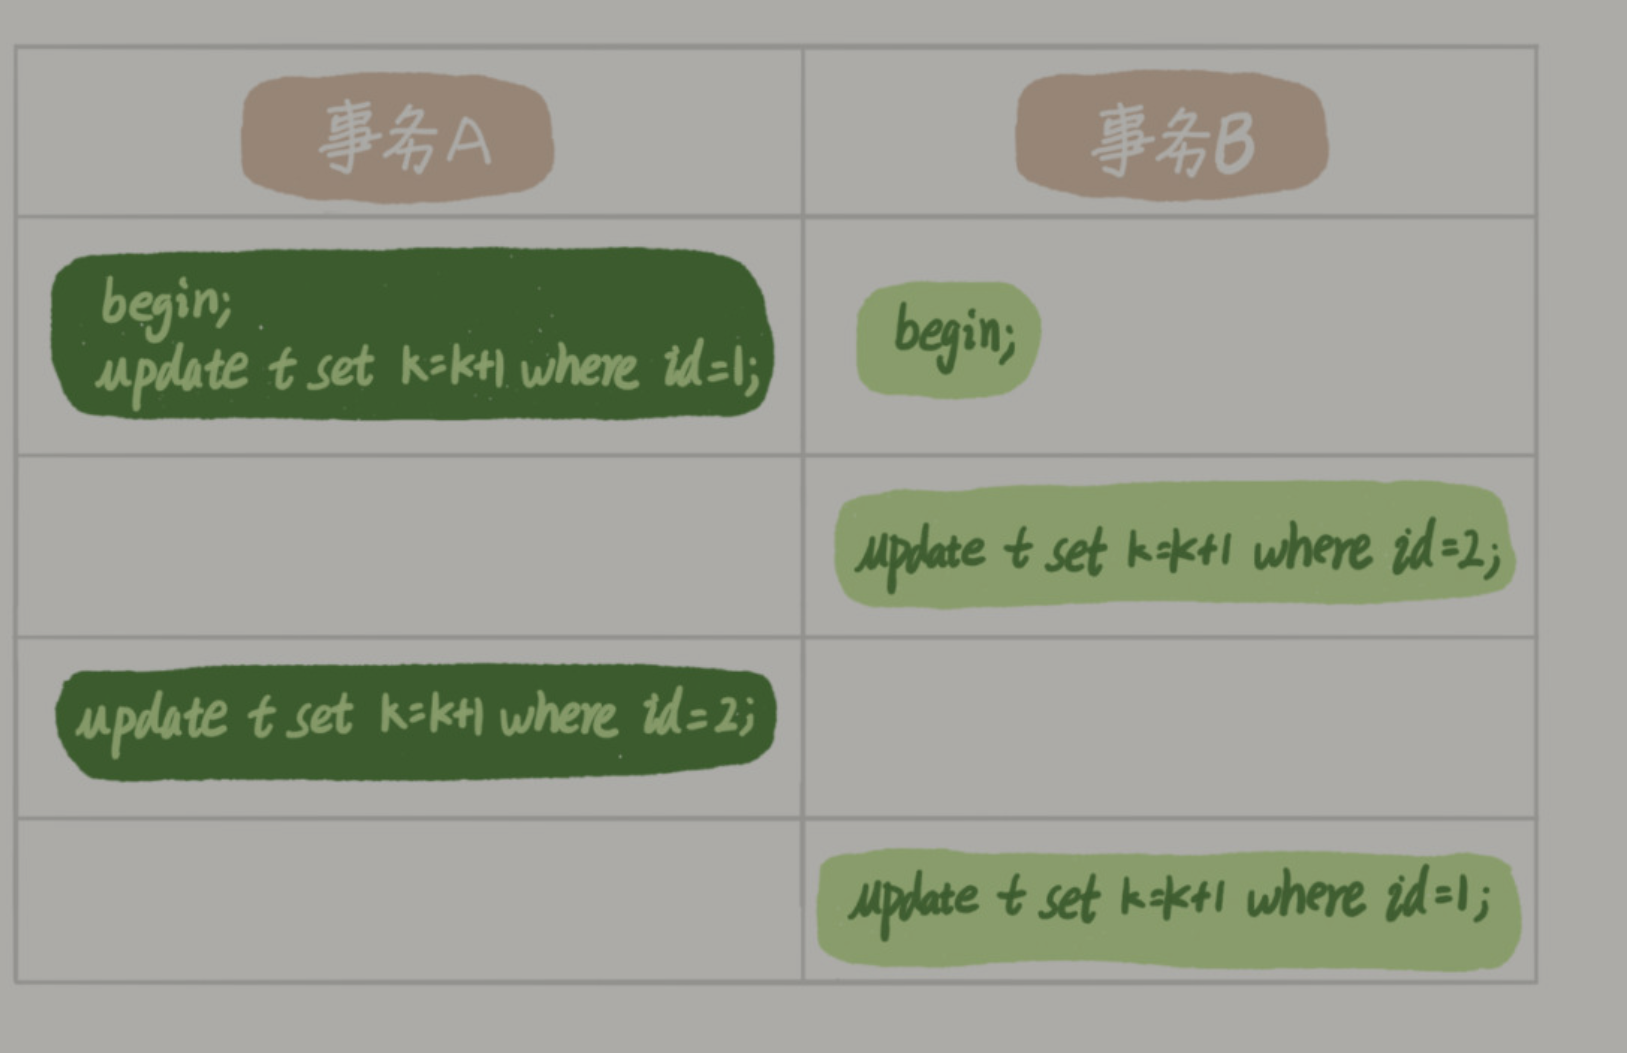 事务A
事务B
begin;
update t set k=k+1 where id=1;
begin;
update t set k=k+1 where id=2;
update t set k=k+1 where id=2;
update t set k=k+1 where id=1;